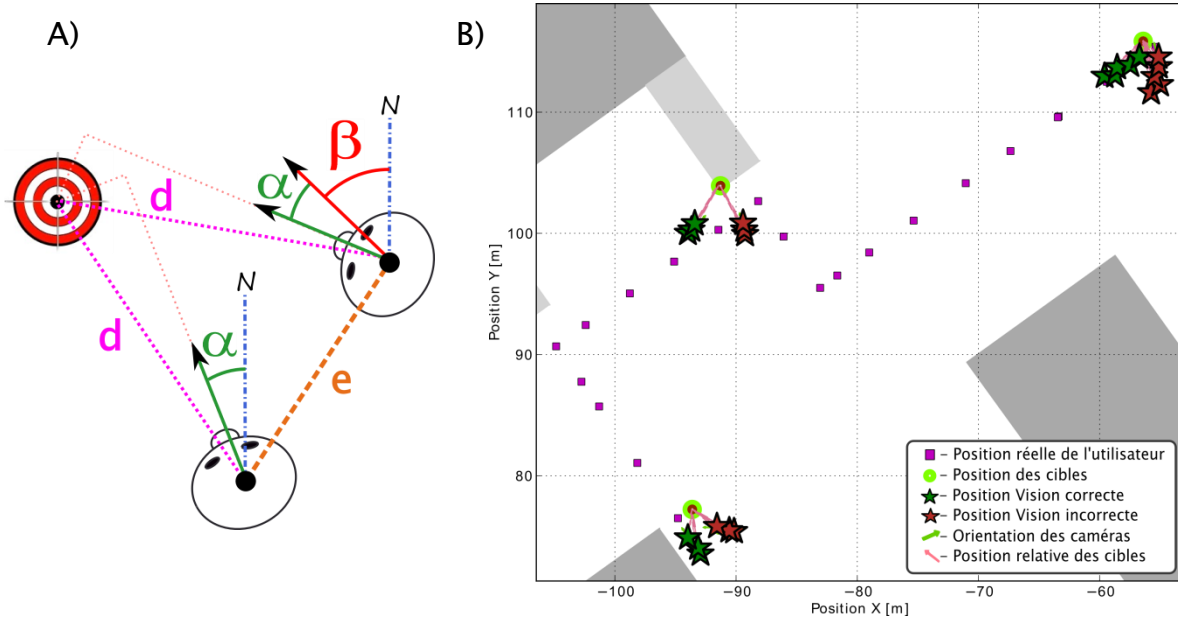 A)
B)
N
β
α
d
N
α
d
e
Position Y [m]
110
100
90
80
−100
−90
−80
−70
−60
Position X [m]
– Position réelle de l'utilisateur
– Position des cibles
– Position Vision correcte
– Position Vision incorrecte
– Orientation des caméras
– Position relative des cibles